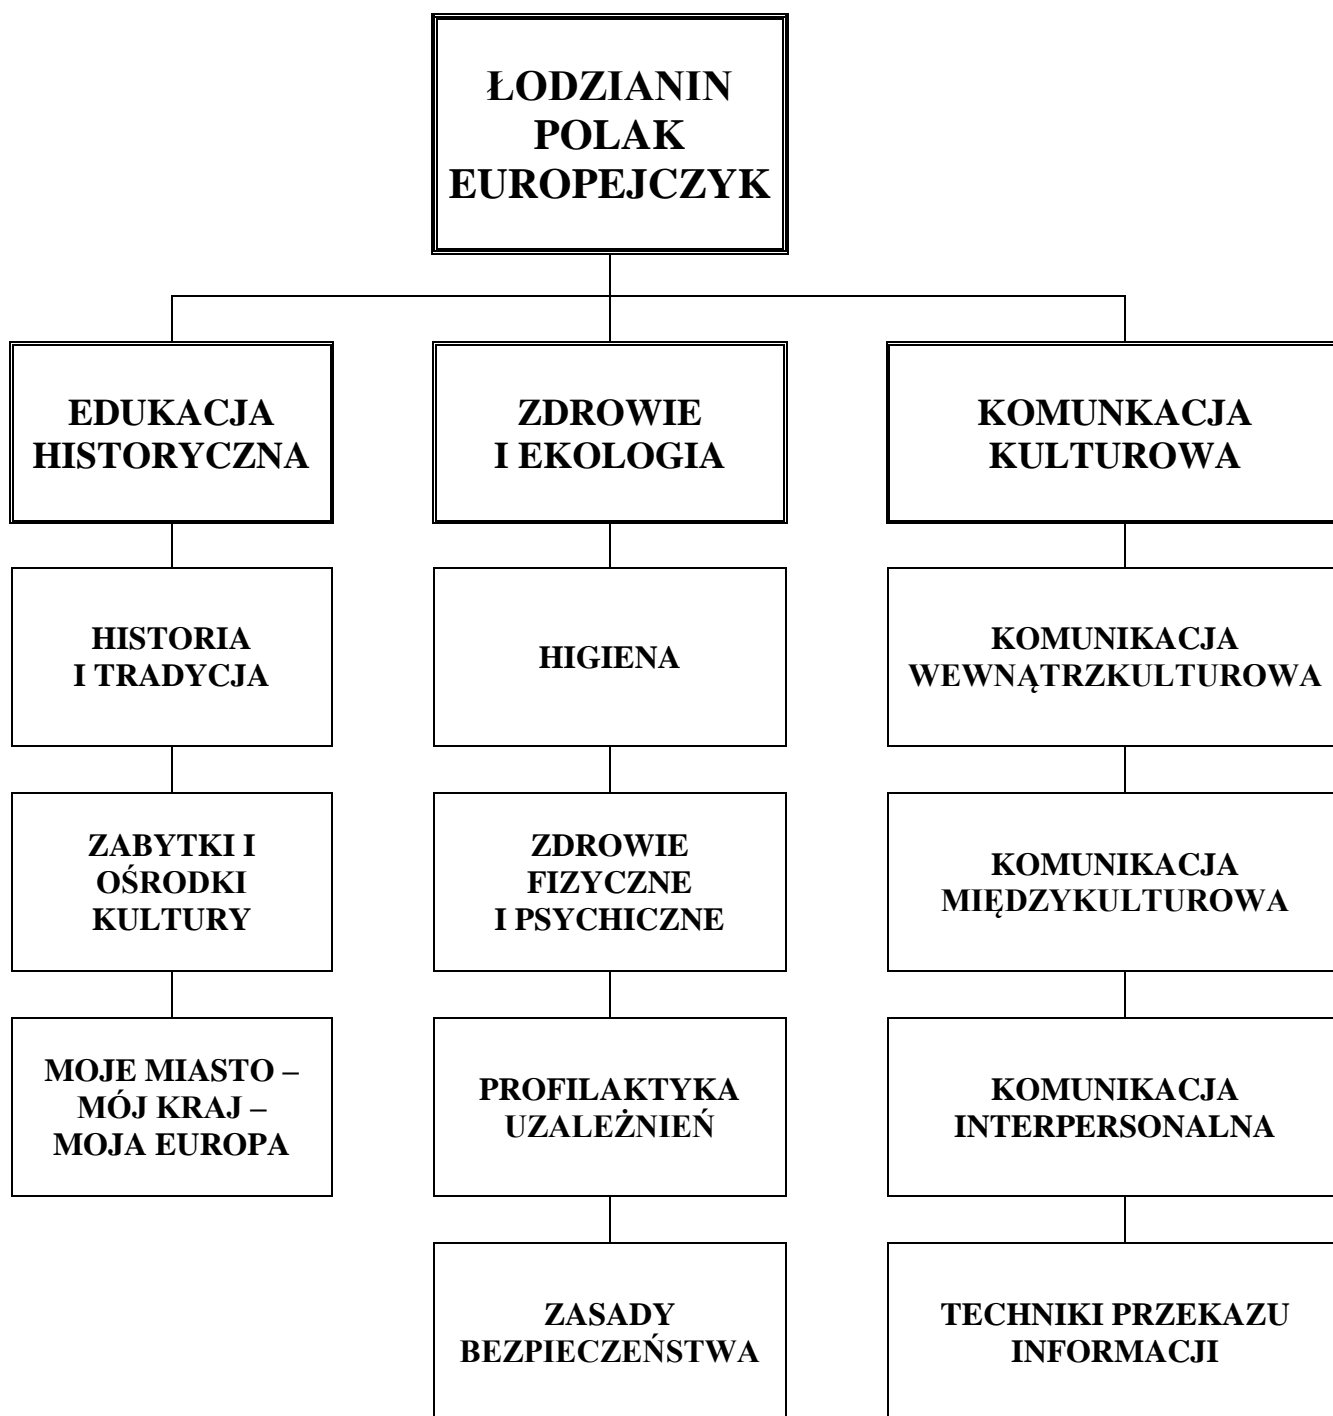 ŁODZIANIN
POLAK
EUROPEJCZYK
EDUKACJA
HISTORYCZNA
ZDROWIE
I EKOLOGIA
KOMUNKACJA
KULTUROWA
HISTORIA
I TRADYCJA
HIGIENA
KOMUNIKACJA
WEWNĄTRZKULTUROWA
ZABYTKI I
OŚRODKI
KULTURY
ZDROWIE
FIZYCZNE
I PSYCHICZNE
KOMUNIKACJA
MIĘDZYKULTUROWA
MOJE MIASTO –
MÓJ KRAJ –
MOJA EUROPA
PROFILAKTYKA
UZALEŻNIEŃ
KOMUNIKACJA
INTERPERSONALNA
ZASADY
BEZPIECZEŃSTWA
TECHNIKI PRZEKAZU
INFORMACJI